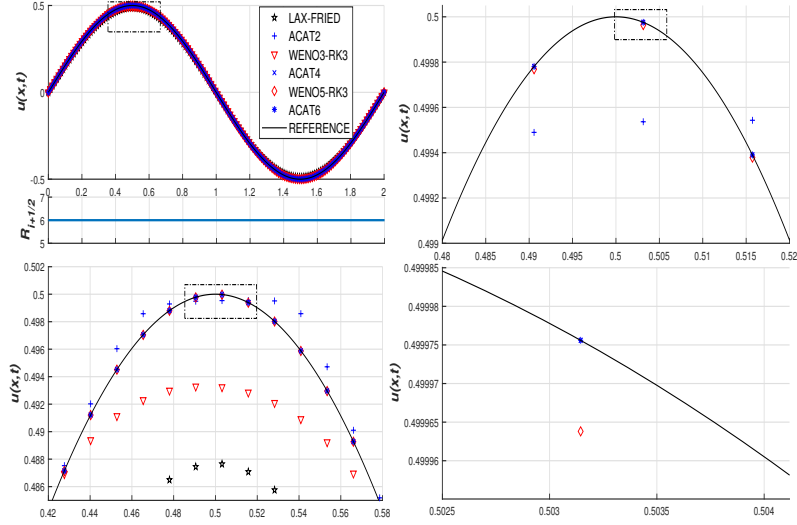 0.5
u(x,t)
0
-0.5
0 0.2 0.4 0.6 0.8 1 1.2 1.4 1.6 1.8 2
LAX-FRIED
ACAT2
WENO3-RK3
ACAT4
WENO5-RK3
ACAT6
REFERENCE
7
R_{i+1/2}
6
5
0.5
0.4998
0.4996
u(x,t)
0.4994
0.4992
0.499
0.48 0.485 0.49 0.495 0.5 0.505 0.51 0.515 0.52
0.502
0.5
0.498
0.496
u(x,t)
0.494
0.492
0.49
0.488
0.486
0.42 0.44 0.46 0.48 0.5 0.52 0.54 0.56 0.58
0.499985
0.49998
0.499975
u(x,t)
0.49997
0.499965
0.49996
0.5025 0.503 0.5035 0.504